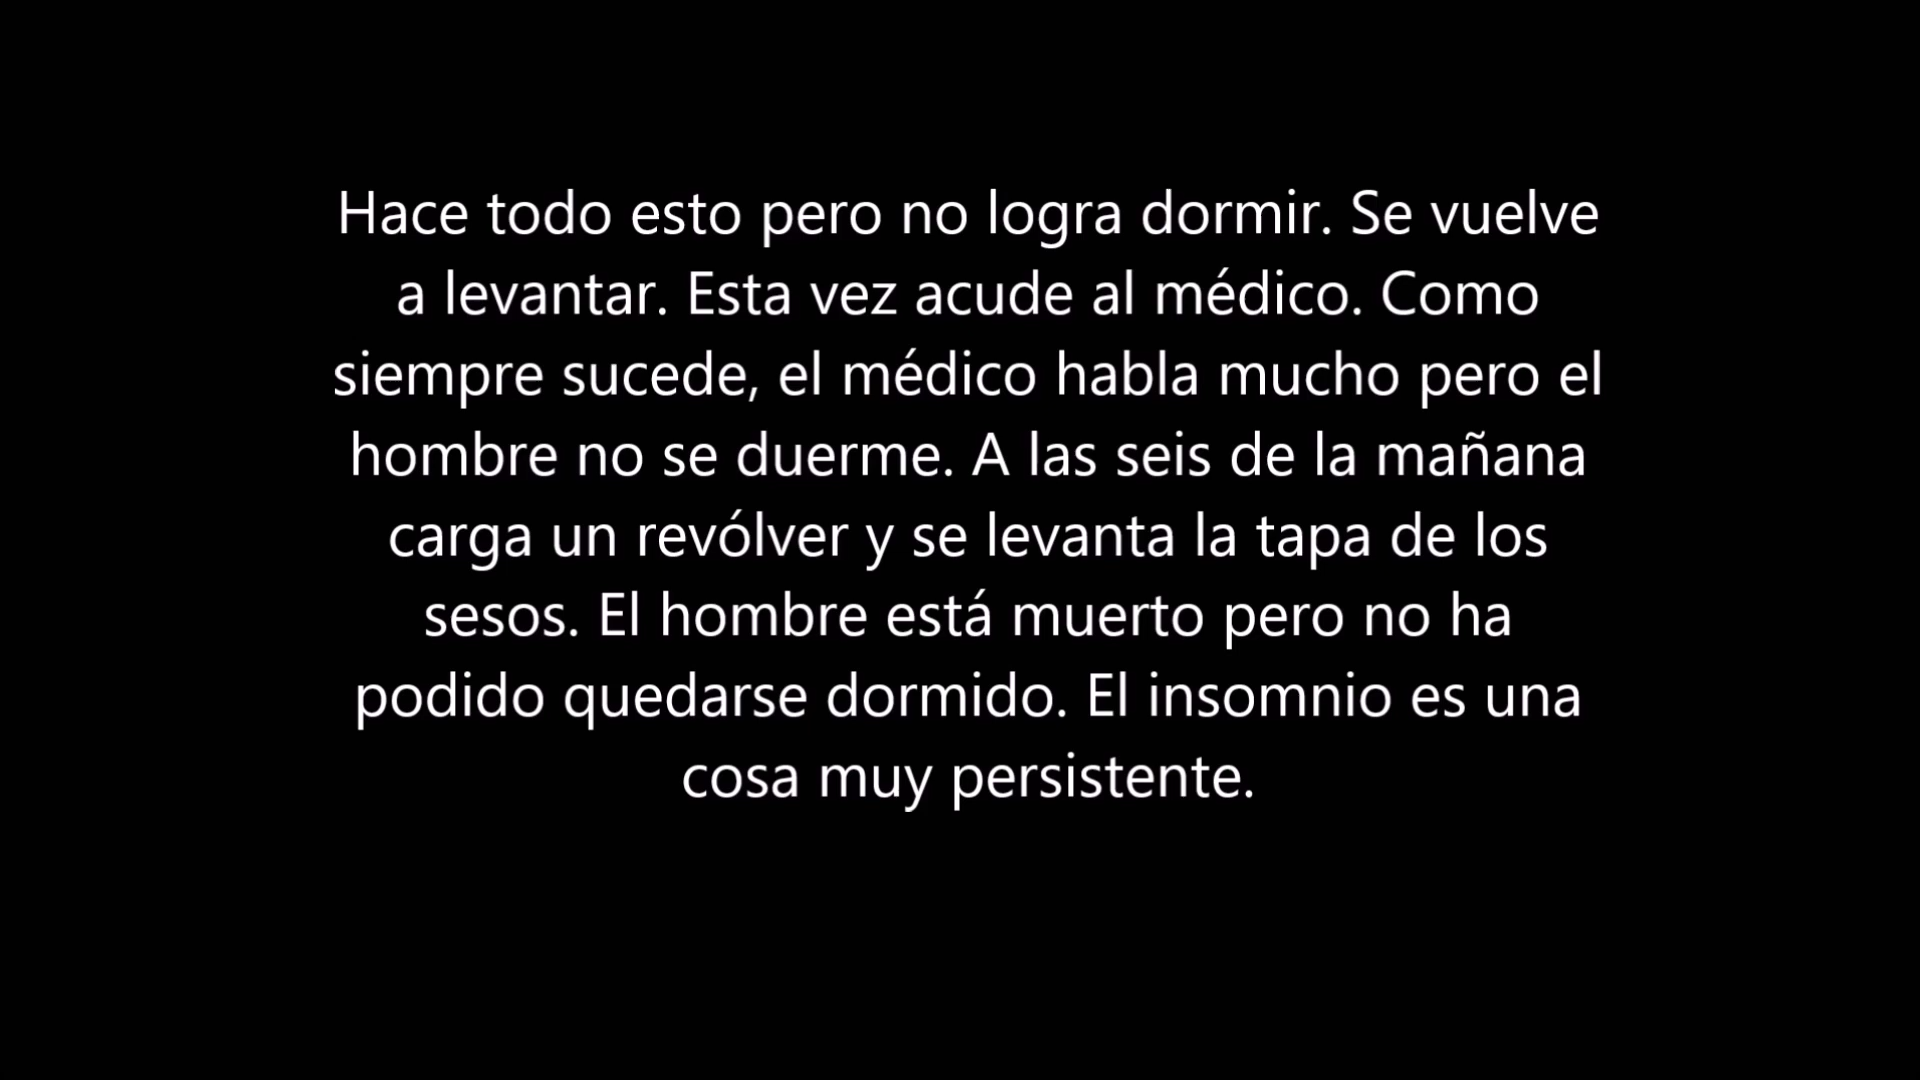 Hace todo esto pero no logra dormir. Se vuelve
a levantar. Esta vez acude al médico. Como
siempre sucede, el médico habla mucho pero el
hombre no se duerme. A las seis de la mañana
carga un revólver y se levanta la tapa de los
sesos. El hombre está muerto pero no ha
podido quedarse dormido. El insomnio es una
cosa muy persistente.